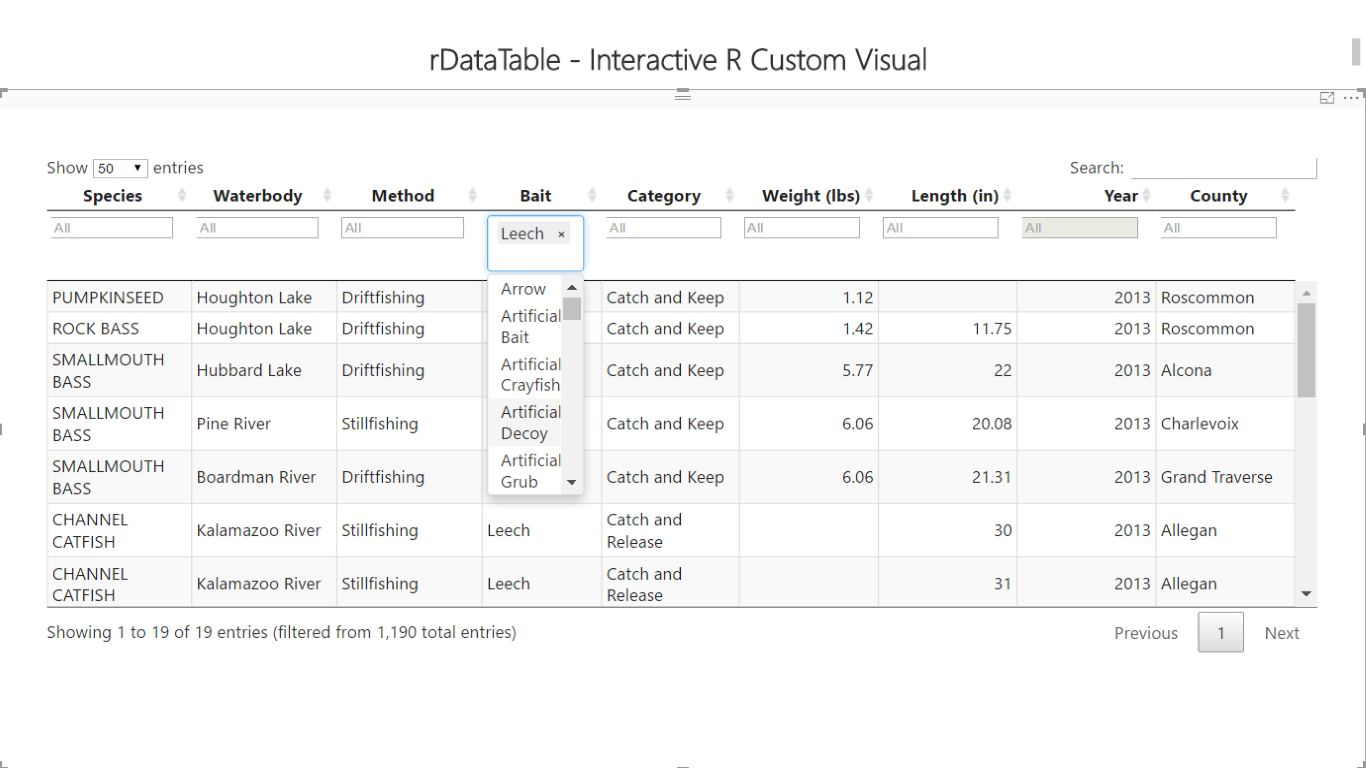 rDataTable - Interactive R Custom Visual
Show 50 entries Search:
Species Waterbody Method Bait Category Weight (lbs) Length (in) Year County
All All All Leech × All All All All All
Arrow
Artificial
Bait
Artificial
Crayfish
Artificial
Decoy
Artificial
Grub
PUMPKINSEED Houghton Lake Driftfishing Catch and Keep 1.12 2013 Roscommon
ROCK BASS Houghton Lake Driftfishing Catch and Keep 1.42 11.75 2013 Roscommon
SMALLMOUTH
BASS Hubbard Lake Driftfishing Catch and Keep 5.77 22 2013 Alcona
SMALLMOUTH
BASS Pine River Stillfishing Catch and Keep 6.06 20.08 2013 Charlevoix
SMALLMOUTH
BASS Boardman River Driftfishing Catch and Keep 6.06 21.31 2013 Grand Traverse
CHANNEL
CATFISH Kalamazoo River Stillfishing Leech Catch and
Release 30 2013 Allegan
CHANNEL
CATFISH Kalamazoo River Stillfishing Leech Catch and
Release 31 2013 Allegan
Showing 1 to 19 of 19 entries (filtered from 1,190 total entries) Previous 1 Next